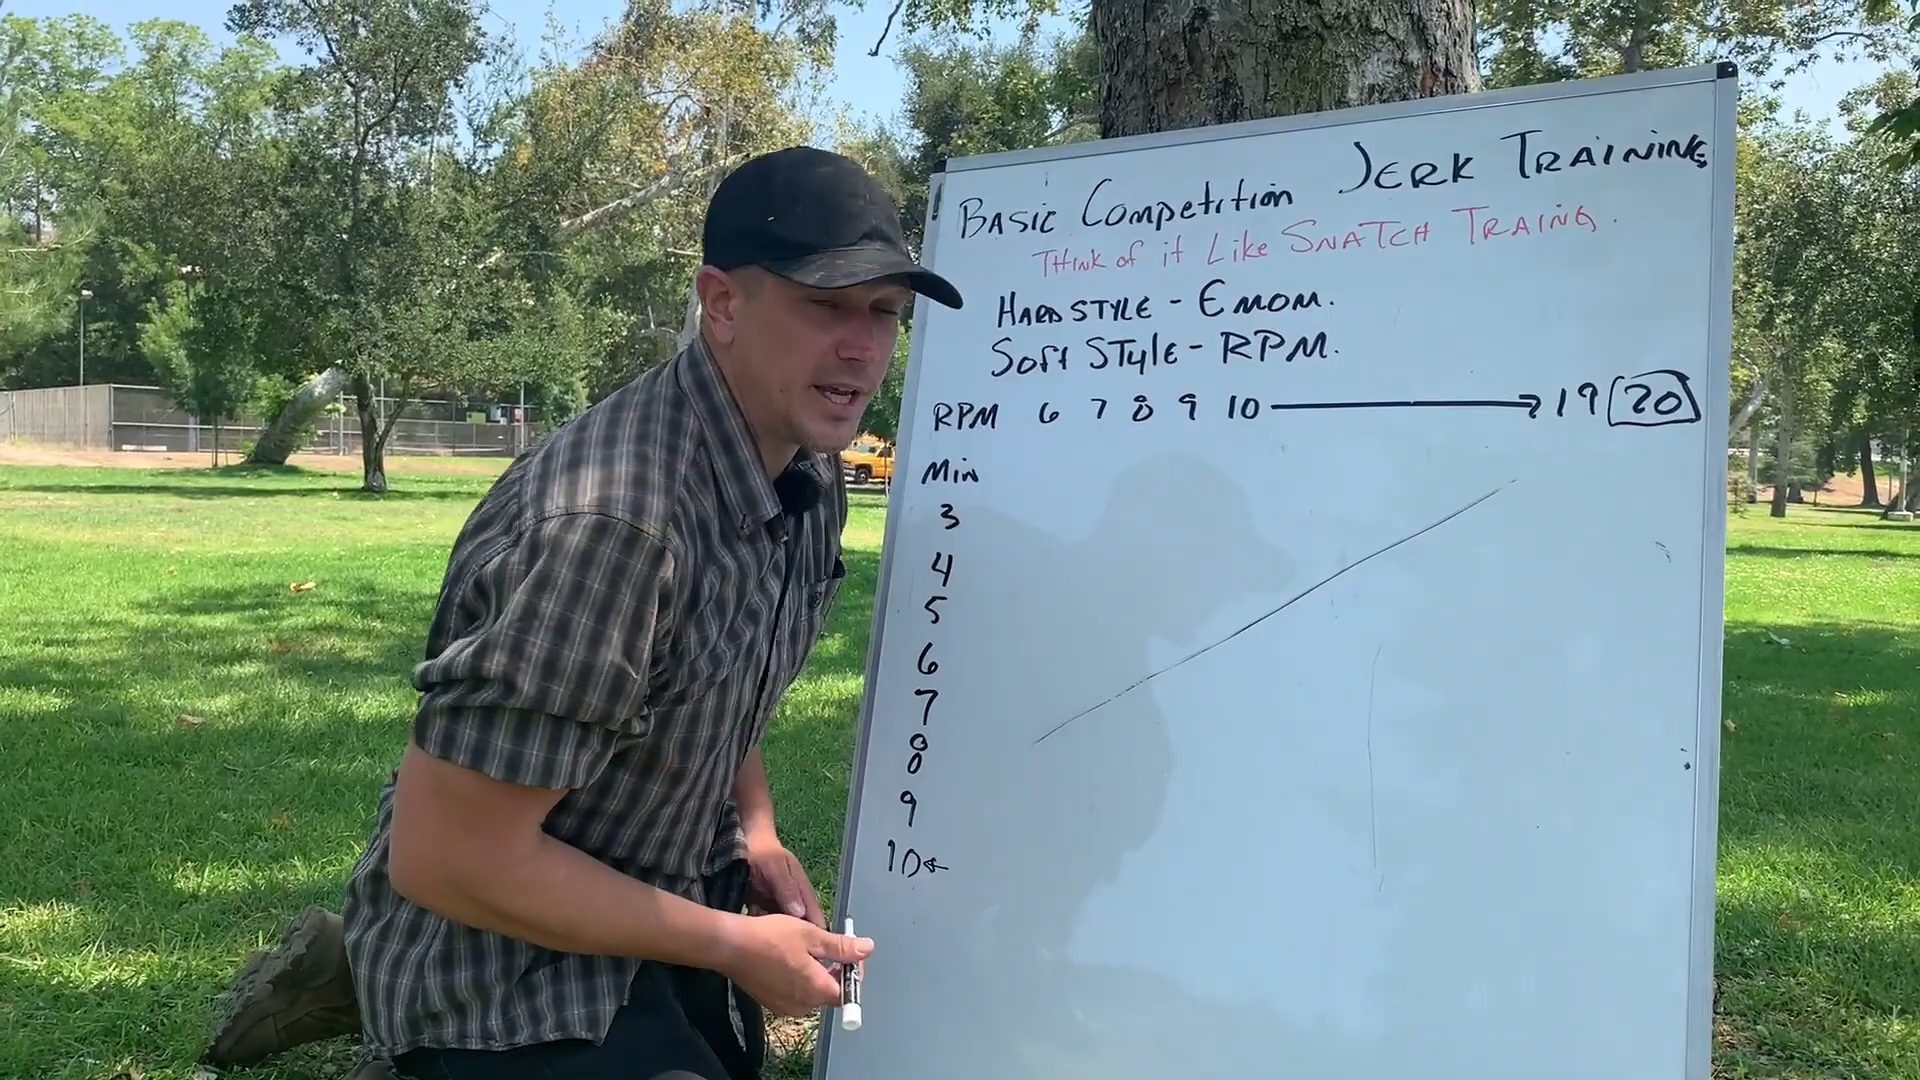 BASIC Competition JERK TRAINING
THINK of it Like SNATCH TRAING.
HARDSTYLE - EMOM.
Soft STyle - RPM.
RPM 6 7 8 9 10 → 19 20
Min
3
4
5
6
7
8
9
10